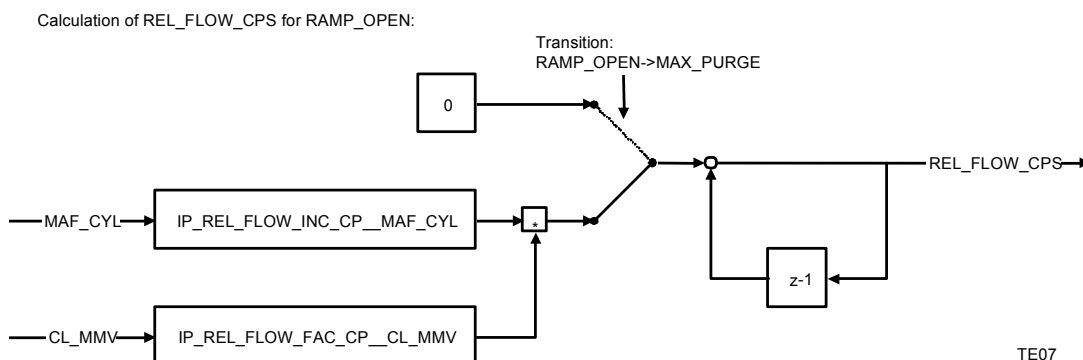 Calculation of REL_FLOW_CPS for RAMP_OPEN:
Transition:
RAMP_OPEN->MAX_PURGE
0
REL_FLOW_CPS
MAF_CYL
IP_REL_FLOW_INC_CP__MAF_CYL
*
z-1
CL_MMV
IP_REL_FLOW_FAC_CP__CL_MMV
TE07